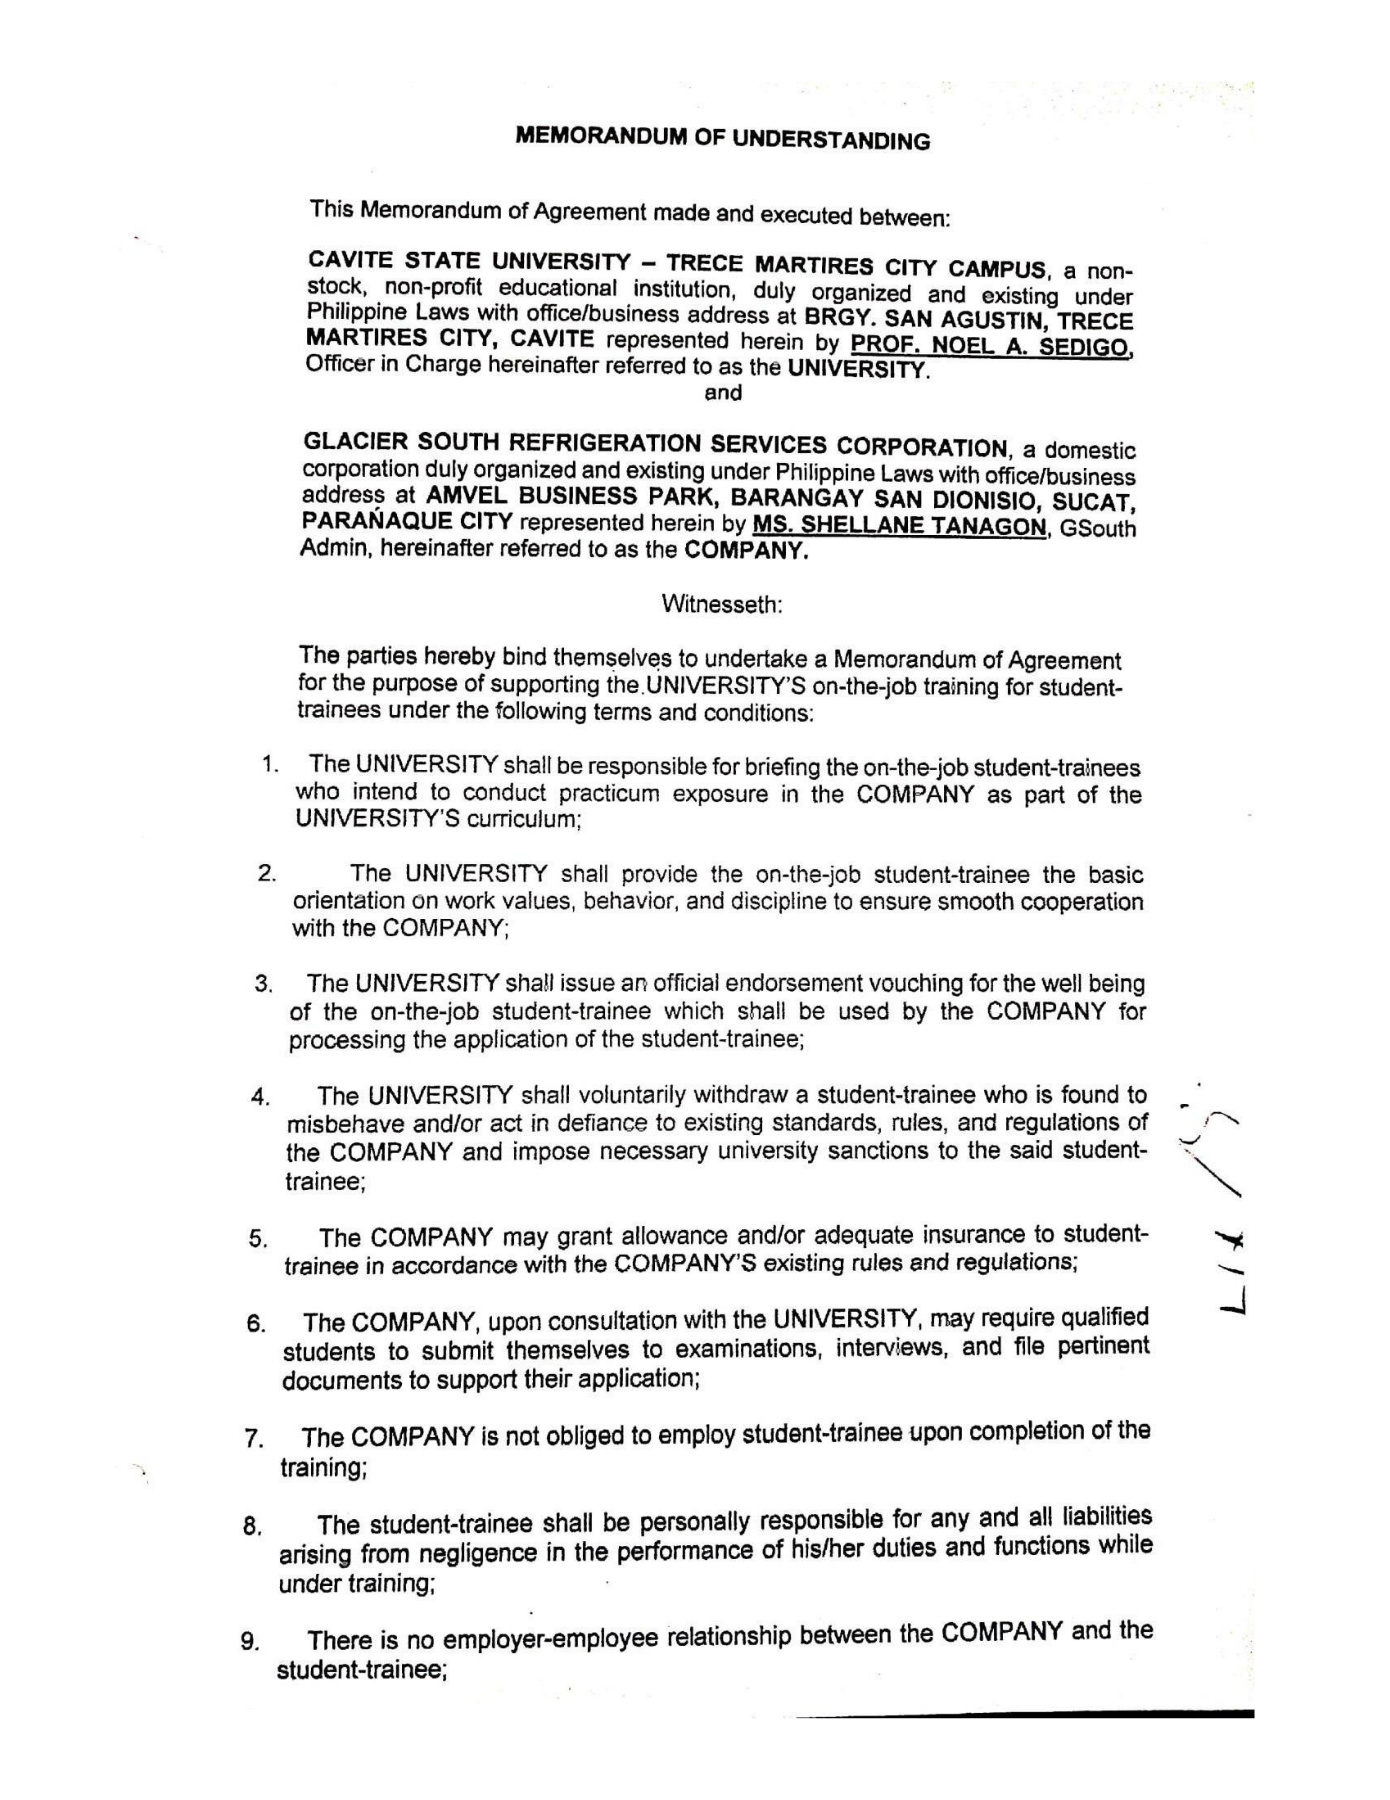 MEMORANDUM OF UNDERSTANDING
This Memorandum of Agreement made and executed between:
CAVITE STATE UNIVERSITY – TRECE MARTIRES CITY CAMPUS, a non-
stock, non-profit educational institution, duly organized and existing under
Philippine Laws with office/business address at BRGY. SAN AGUSTIN, TRECE
MARTIRES CITY, CAVITE represented herein by PROF. NOEL A. SEDIGO,
Officer in Charge hereinafter referred to as the UNIVERSITY.
and
GLACIER SOUTH REFRIGERATION SERVICES CORPORATION, a domestic
corporation duly organized and existing under Philippine Laws with office/business
address at AMVEL BUSINESS PARK, BARANGAY SAN DIONISIO, SUCAT,
PARAÑAQUE CITY represented herein by MS. SHELLANE TANAGON, GSouth
Admin, hereinafter referred to as the COMPANY.
Witnesseth:
The parties hereby bind themselves to undertake a Memorandum of Agreement
for the purpose of supporting the UNIVERSITY'S on-the-job training for student-
trainees under the following terms and conditions:
1. The UNIVERSITY shall be responsible for briefing the on-the-job student-trainees
who intend to conduct practicum exposure in the COMPANY as part of the
UNIVERSITY'S curriculum;
2. The UNIVERSITY shall provide the on-the-job student-trainee the basic
orientation on work values, behavior, and discipline to ensure smooth cooperation
with the COMPANY;
3. The UNIVERSITY shall issue an official endorsement vouching for the well being
of the on-the-job student-trainee which shall be used by the COMPANY for
processing the application of the student-trainee;
4. The UNIVERSITY shall voluntarily withdraw a student-trainee who is found to
misbehave and/or act in defiance to existing standards, rules, and regulations of
the COMPANY and impose necessary university sanctions to the said student-
trainee;
5. The COMPANY may grant allowance and/or adequate insurance to student-
trainee in accordance with the COMPANY'S existing rules and regulations;
6. The COMPANY, upon consultation with the UNIVERSITY, may require qualified
students to submit themselves to examinations, interviews, and file pertinent
documents to support their application;
7. The COMPANY is not obliged to employ student-trainee upon completion of the
training;
8. The student-trainee shall be personally responsible for any and all liabilities
arising from negligence in the performance of his/her duties and functions while
under training;
9. There is no employer-employee relationship between the COMPANY and the
student-trainee;